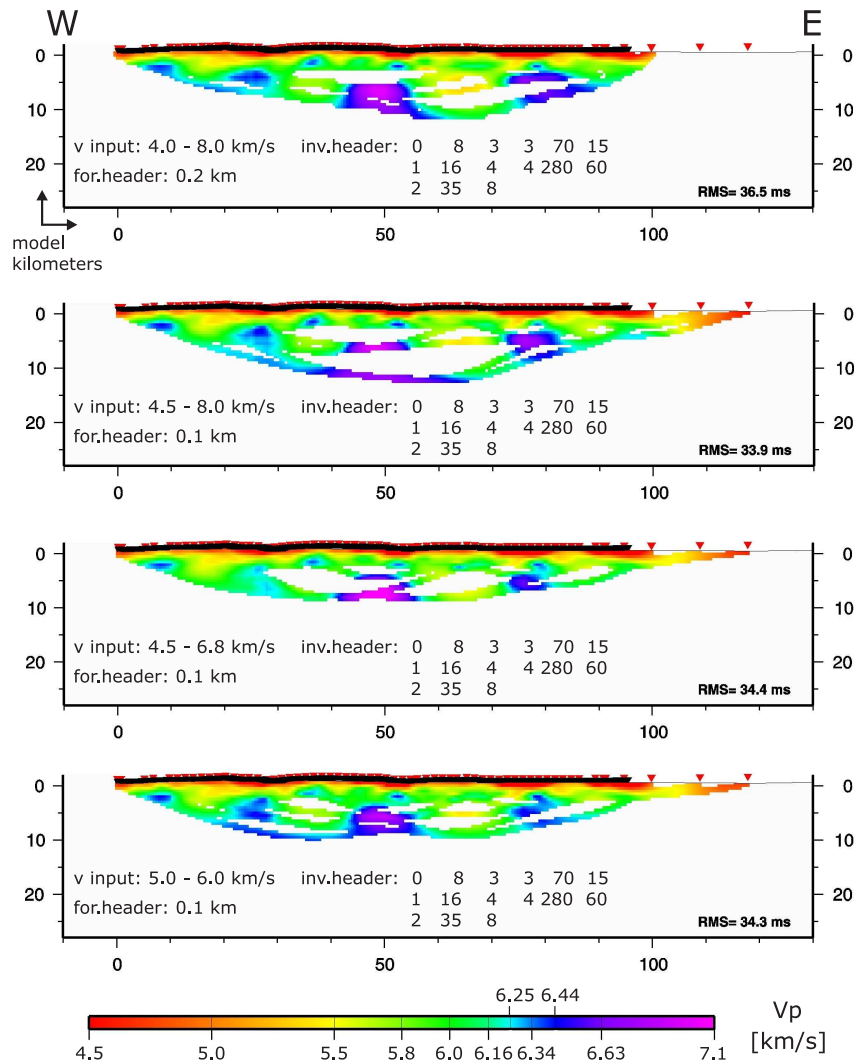 W E
0 0
10 10
20 20
v input: 4.0 - 8.0 km/s inv.header: 0 8 3 3 70 15
1 16 4 4 280 60
for.header: 0.2 km
2 35 8
RMS= 36.5 ms
model
kilometers
0 50 100
0 0
10 10
20 20
v input: 4.5 - 8.0 km/s inv.header: 0 8 3 3 70 15
1 16 4 4 280 60
for.header: 0.1 km
2 35 8
RMS= 33.9 ms
0 50 100
0 0
10 10
20 20
v input: 4.5 - 6.8 km/s inv.header: 0 8 3 3 70 15
1 16 4 4 280 60
for.header: 0.1 km
2 35 8
RMS= 34.4 ms
0 50 100
0 0
10 10
20 20
v input: 5.0 - 6.0 km/s inv.header: 0 8 3 3 70 15
1 16 4 4 280 60
for.header: 0.1 km
2 35 8
RMS= 34.3 ms
0 50 100
6.25 6.44
4.5 5.0 5.5 5.8 6.0 6.16 6.34 6.63 7.1
Vp
[km/s]